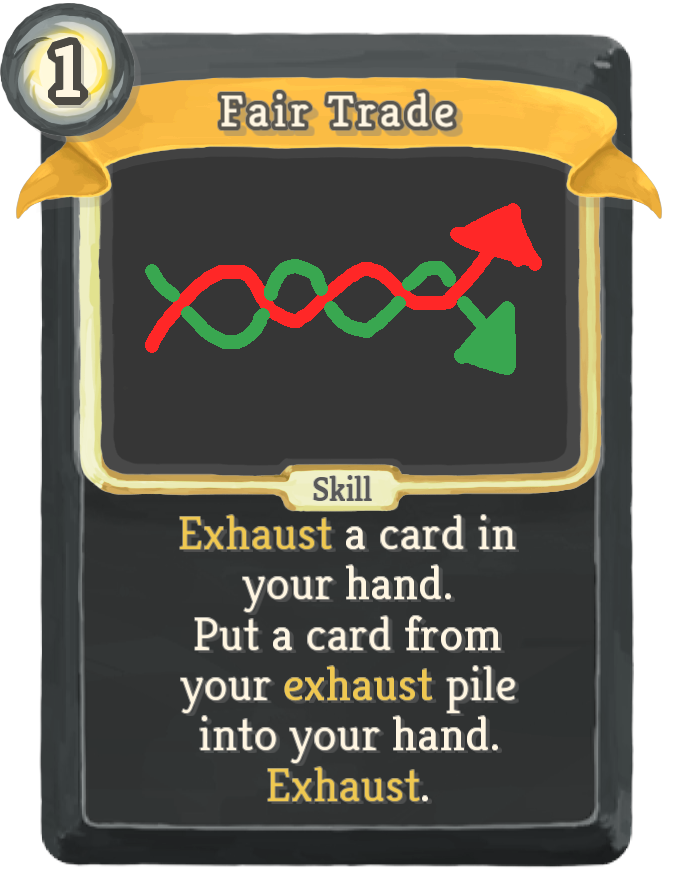 1
Fair Trade
Skill
Exhaust a card in
your hand.
Put a card from
your exhaust pile
into your hand.
Exhaust.